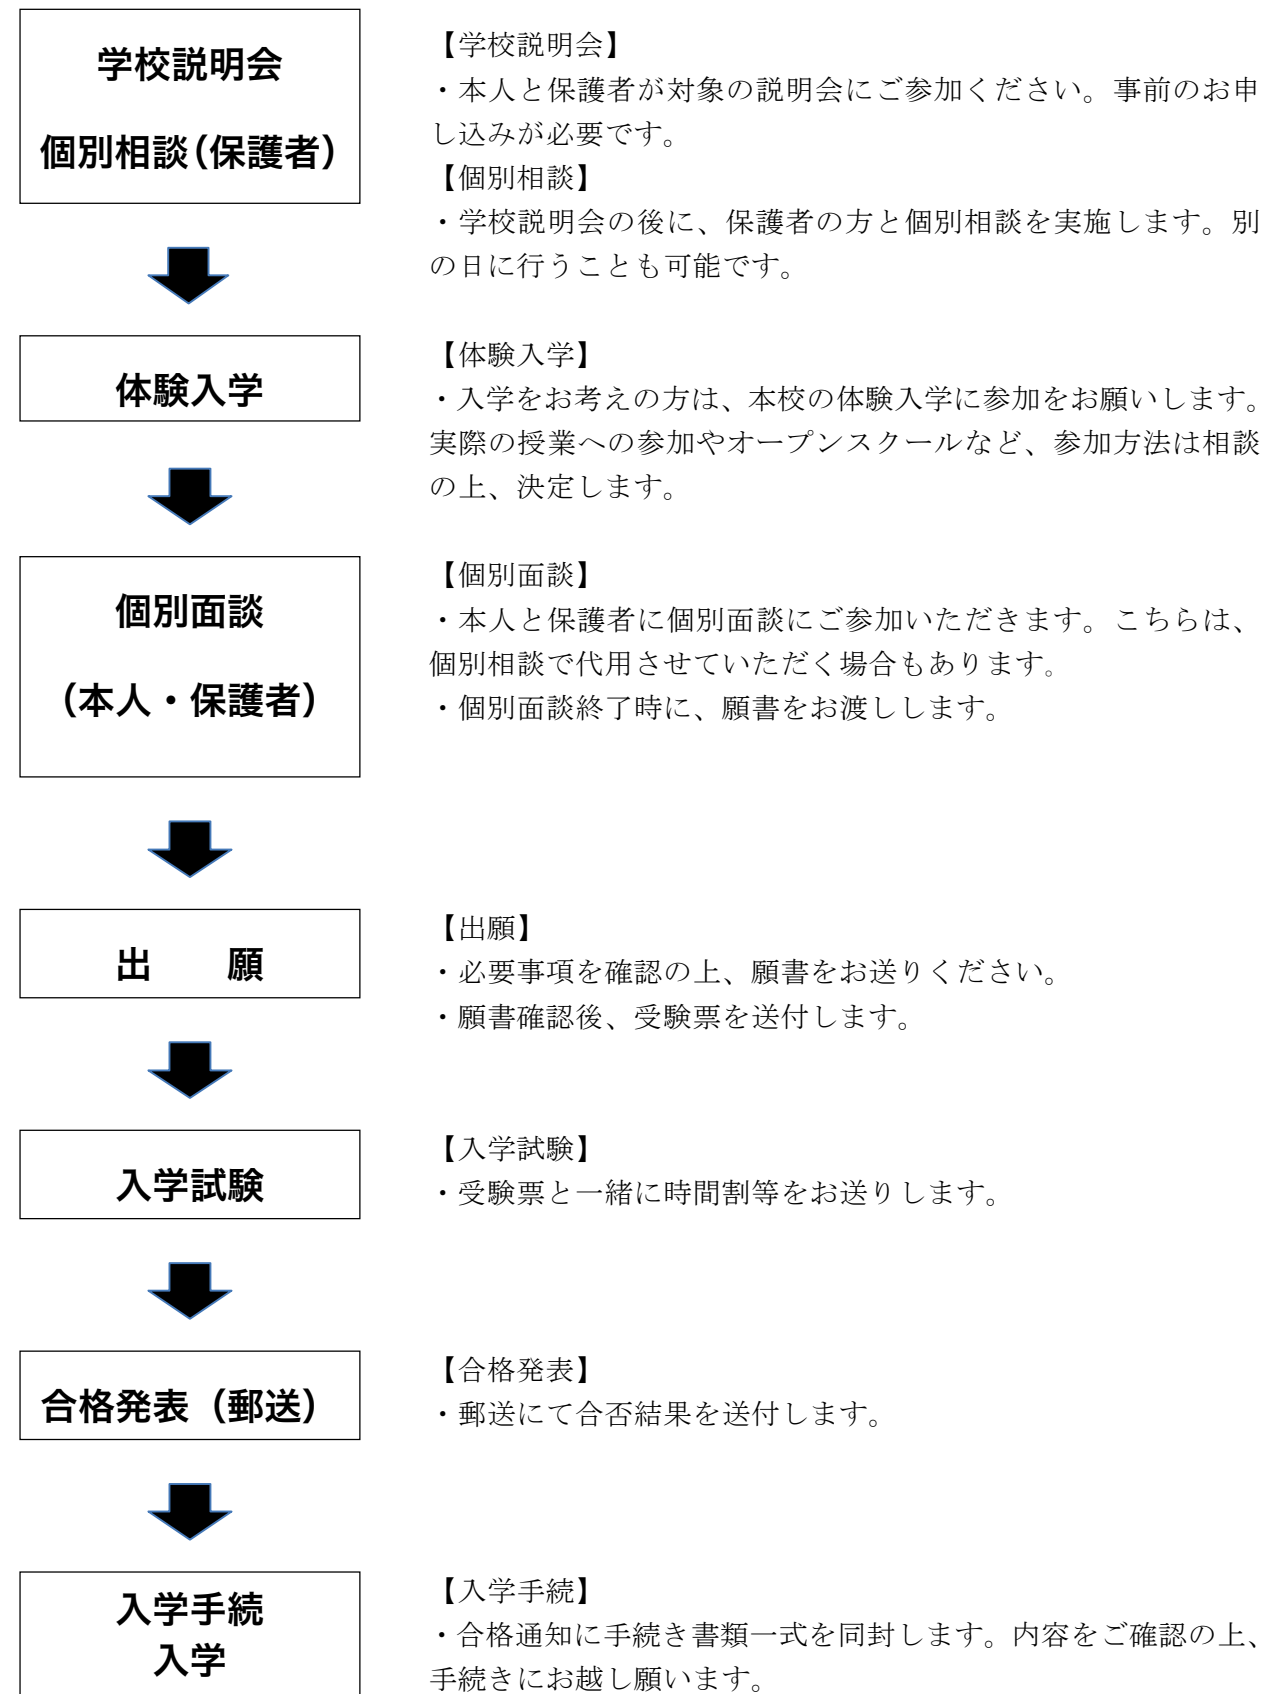 学校説明会
個別相談(保護者)
【学校説明会】
・本人と保護者が対象の説明会にご参加ください。事前のお申
し込みが必要です。
【個別相談】
・学校説明会の後に、保護者の方と個別相談を実施します。別
の日に行うことも可能です。
体験入学
【体験入学】
・入学をお考えの方は、本校の体験入学に参加をお願いします。
実際の授業への参加やオープンスクールなど、参加方法は相談
の上、決定します。
個別面談
（本人・保護者）
【個別面談】
・本人と保護者に個別面談にご参加いただきます。こちらは、
個別相談で代用させていただく場合もあります。
・個別面談終了時に、願書をお渡しします。
出　　願
【出願】
・必要事項を確認の上、願書をお送りください。
・願書確認後、受験票を送付します。
入学試験
【入学試験】
・受験票と一緒に時間割等をお送りします。
合格発表（郵送）
【合格発表】
・郵送にて合否結果を送付します。
入学手続
入学
【入学手続】
・合格通知に手続き書類一式を同封します。内容をご確認の上、
手続きにお越し願います。